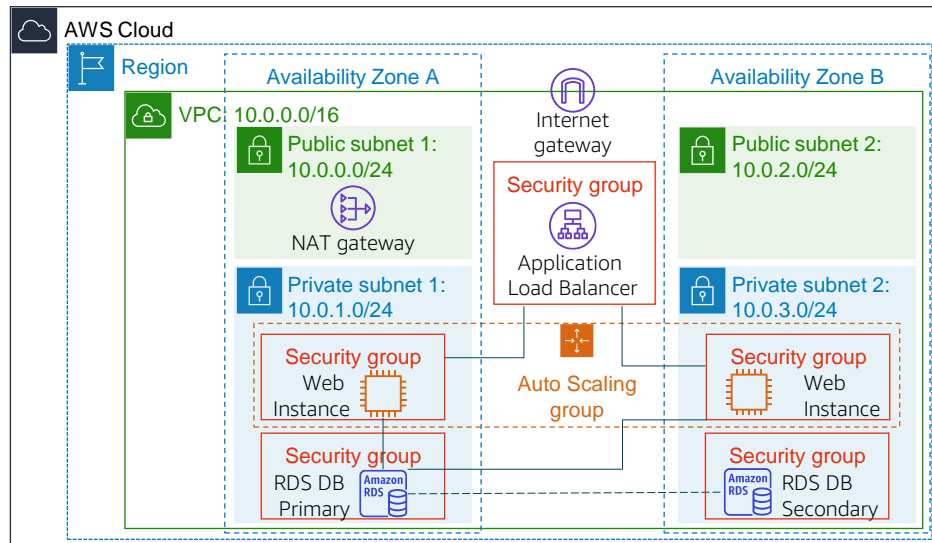 AWS Cloud
Region
Availability Zone A
Availability Zone B
VPC: 10.0.0.0/16
Internet
gateway
Public subnet 1:
10.0.0.0/24
NAT gateway
Security group
Application
Load Balancer
Public subnet 2:
10.0.2.0/24
Private subnet 1:
10.0.1.0/24
Private subnet 2:
10.0.3.0/24
Security group
Web
Instance
Auto Scaling
group
Security group
Web
Instance
Security group
RDS DB
Primary
Amazon
RDS
Security group
Amazon
RDS
RDS DB
Secondary